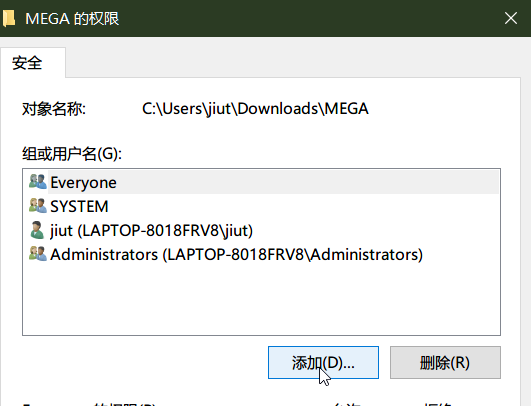 MEGA 的权限
安全
对象名称: C:\Users\jiut\Downloads\MEGA
组或用户名(G):
Everyone
SYSTEM
jiut (LAPTOP-8018FRV8\jiut)
Administrators (LAPTOP-8018FRV8\Administrators)
添加(D)... 删除(R)